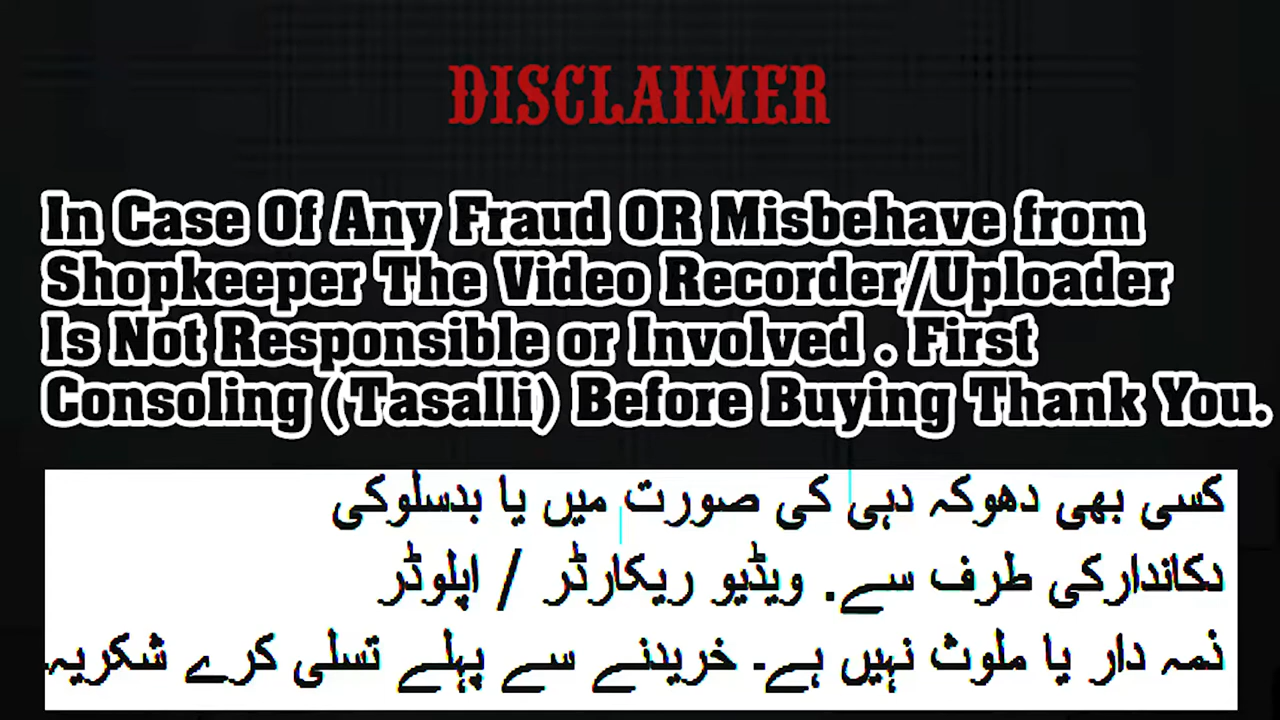 DISCLAIMER
In Case Of Any Fraud OR Misbehave from
Shopkeeper The Video Recorder/Uploader
Is Not Responsible or Involved . First
Consoling (Tasalli) Before Buying Thank You.
کسی بھی دھوکہ دہی کی صورت میں یا بدسلوکی
دکاندارکی طرف سے. ویڈیو ریکارڈر / اپلوڈر
ذمہ دار یا ملوث نہیں ہے۔ خریدنے سے پہلے تسلی کرے شکریہ.